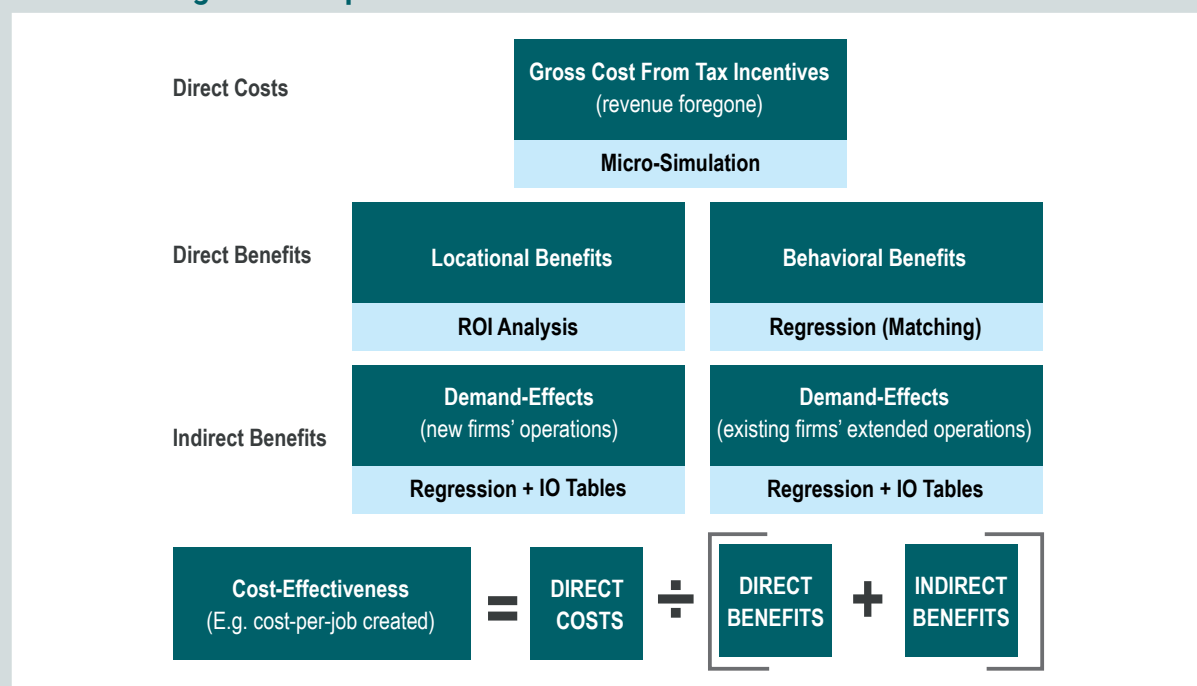 Direct Costs
Gross Cost From Tax Incentives
(revenue foregone)
Micro-Simulation
Direct Benefits
Locational Benefits
Behavioral Benefits
ROI Analysis
Regression (Matching)
Indirect Benefits
Demand-Effects
(new firms' operations)
Demand-Effects
(existing firms' extended operations)
Regression + IO Tables
Regression + IO Tables
Cost-Effectiveness
(E.g. cost-per-job created)
=
DIRECT
COSTS
÷
DIRECT
BENEFITS
+
INDIRECT
BENEFITS